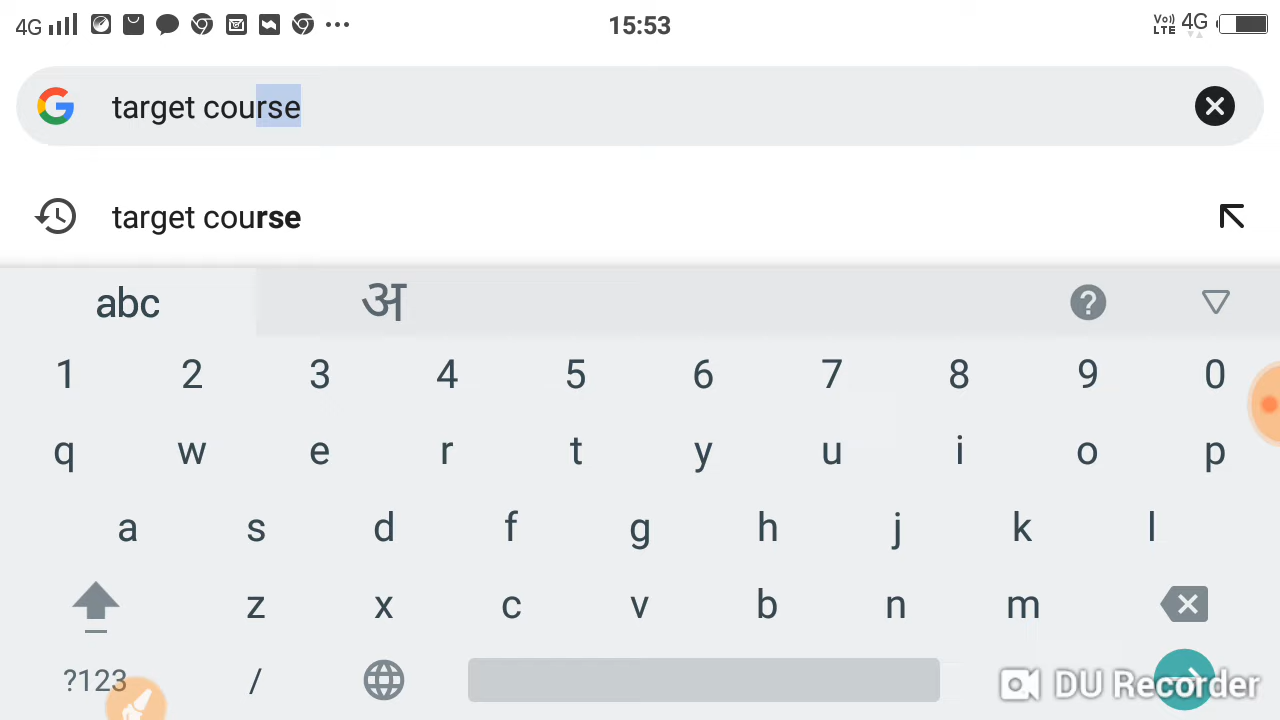 4G 15:53 Vo)) LTE 4G
target course
target course
abc अ ?
1 2 3 4 5 6 7 8 9 0
q w e r t y u i o p
a s d f g h j k l
z x c v b n m
?123 / DU Recorder